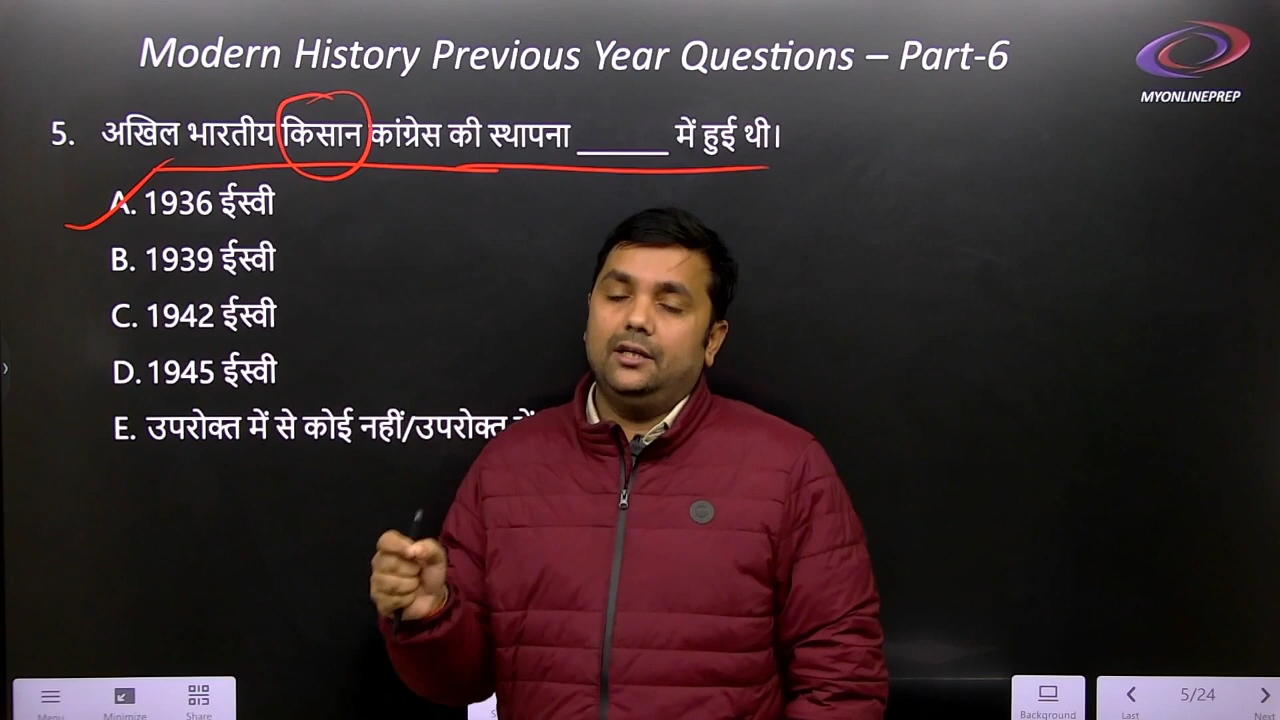 Modern History Previous Year Questions – Part-6
MYONLINEPREP
5. अखिल भारतीय किसान कांग्रेस की स्थापना ______ में हुई थी।
A. 1936 ईस्वी
B. 1939 ईस्वी
C. 1942 ईस्वी
D. 1945 ईस्वी
E. उपरोक्त में से कोई नहीं/उपरोक्त में
Menu Minimize Share Background Last 5/24 Next